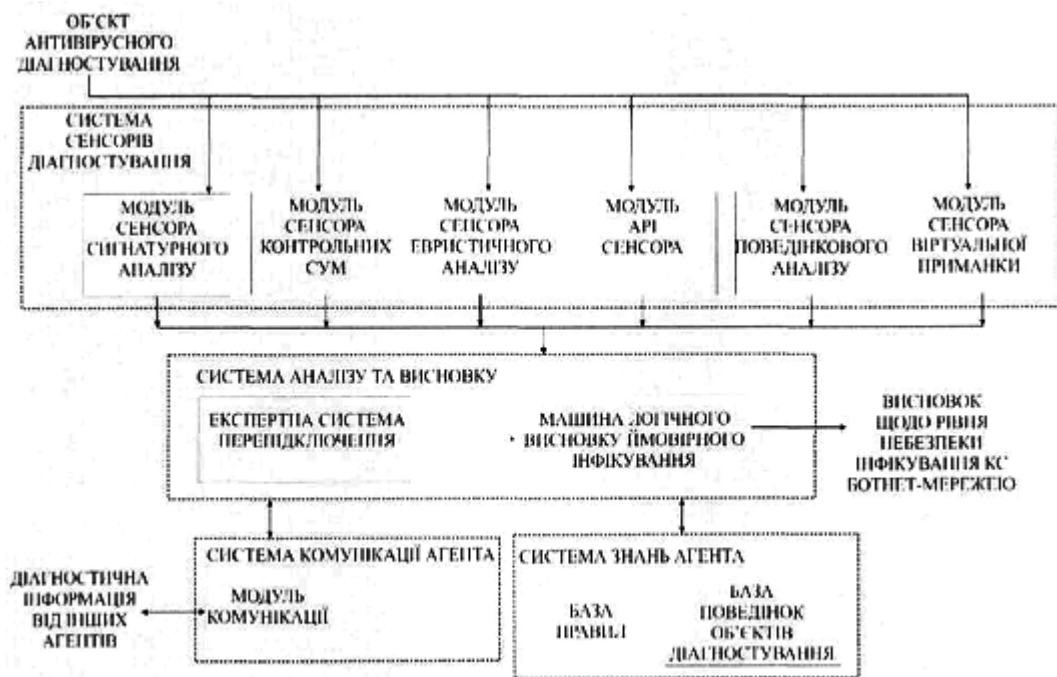 ОБ'ЄКТ
АНТИВІРУСНОГО
ДІАГНОСТУВАННЯ
СИСТЕМА
СЕНСОРІВ
ДІАГНОСТУВАННЯ
МОДУЛЬ
СЕНСОРА
СИГНАТУРНОГО
АНАЛІЗУ
МОДУЛЬ
СЕНСОРА
КОНТРОЛЬНИХ
СУМ
МОДУЛЬ
СЕНСОРА
ЕВРИСТИЧНОГО
АНАЛІЗУ
МОДУЛЬ
АРІ
СЕНСОРА
МОДУЛЬ
СЕНСОРА
ПОВЕДІНКОВОГО
АНАЛІЗУ
МОДУЛЬ
СЕНСОРА
ВІРТУАЛЬНОЇ
ПРИМАНКИ
СИСТЕМА АНАЛІЗУ ТА ВИСНОВКУ
ЕКСПЕРТНА СИСТЕМА
ПЕРЕПІДКЛЮЧЕННЯ
МАШИНА ЛОГІЧНОГО
ВИСНОВКУ ЙМОВІРНОГО
ІНФІКУВАННЯ
ВИСНОВОК
ЩОДО РІВНЯ
НЕБЕЗПЕКИ
ІНФІКУВАННЯ КС
БОТНЕТ-МЕРЕЖЕЮ
СИСТЕМА КОМУНІКАЦІЇ АГЕНТА
МОДУЛЬ
КОМУНІКАЦІЇ
ДІАГНОСТИЧНА
ІНФОРМАЦІЯ
ВІД ІНШИХ
АГЕНТІВ
СИСТЕМА ЗНАНЬ АГЕНТА
БАЗА
ПРАВИЛ
БАЗА
ПОВЕДІНОК
ОБ'ЄКТІВ
ДІАГНОСТУВАННЯ